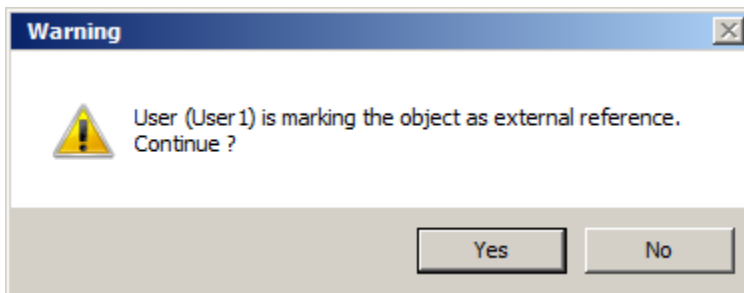 Warning
User (User1) is marking the object as external reference.
Continue ?
Yes
No